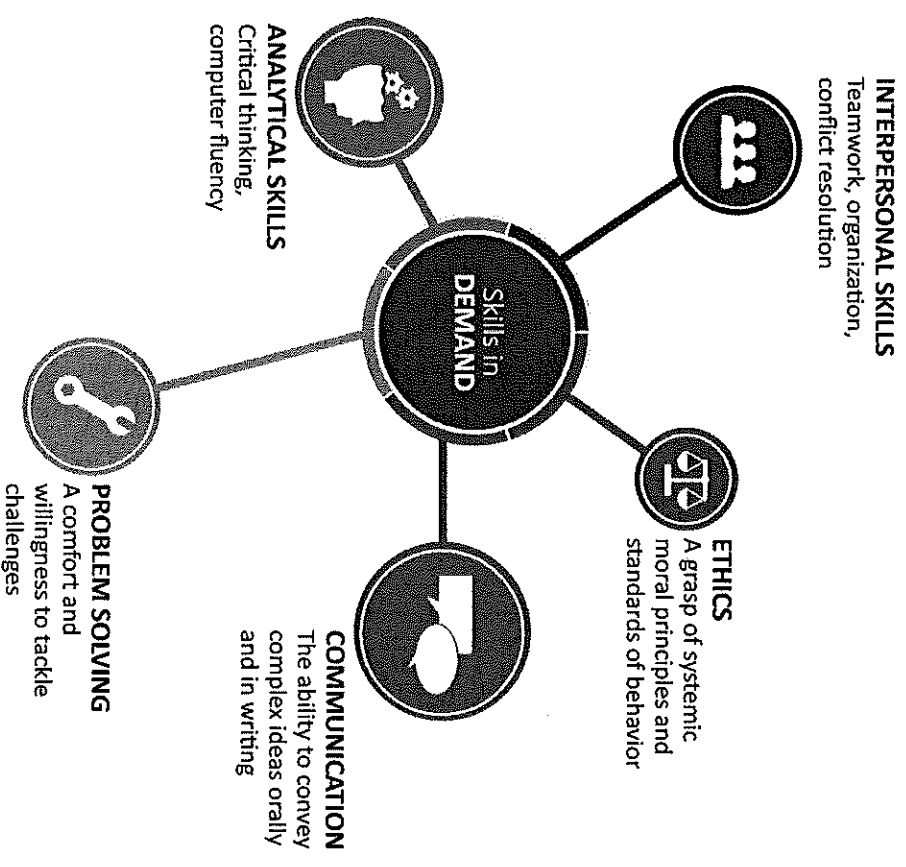 INTERPERSONAL SKILLS
Teamwork, organization,
conflict resolution
ETHICS
A grasp of systemic
moral principles and
standards of behavior
Skills in
DEMAND
ANALYTICAL SKILLS
Critical thinking,
computer fluency
COMMUNICATION
The ability to convey
complex ideas orally
and in writing
PROBLEM SOLVING
A comfort and
willingness to tackle
challenges